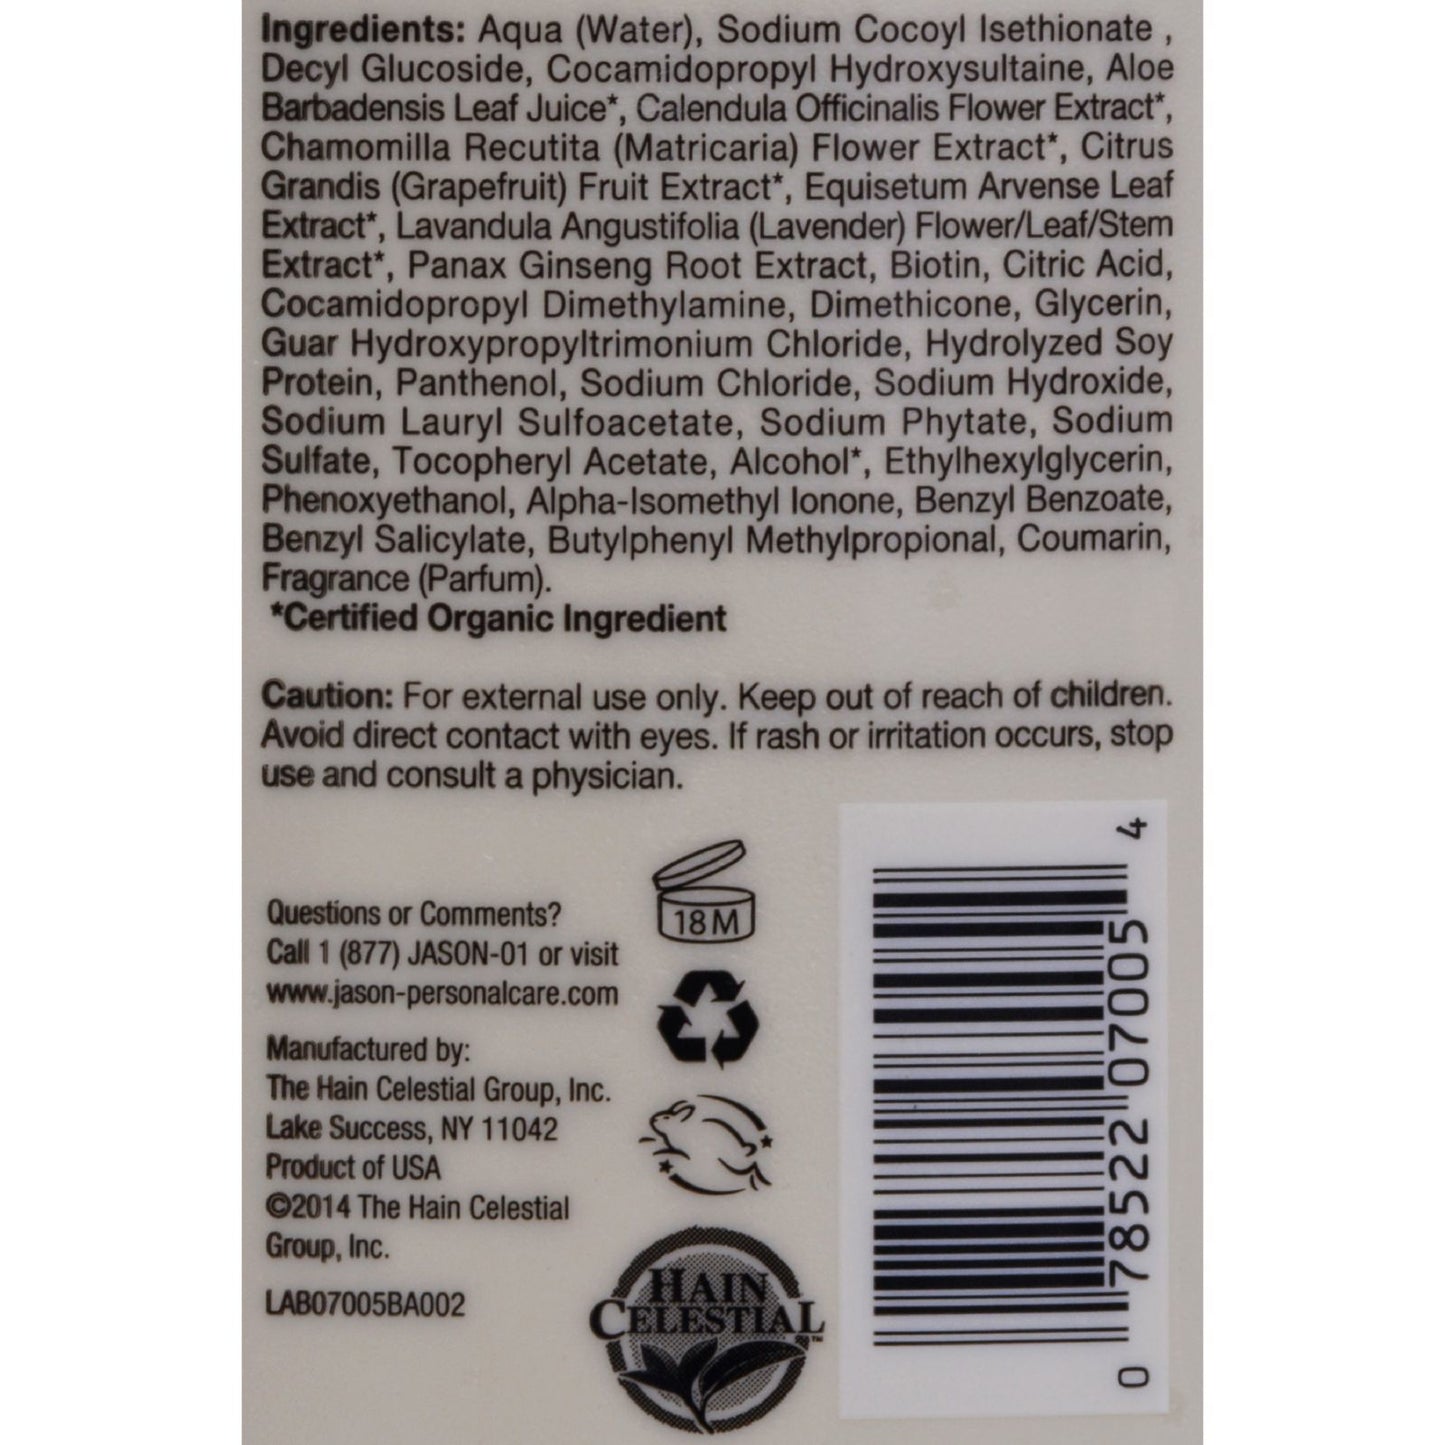 Ingredients: Aqua (Water), Sodium Cocoyl Isethionate ,
Decyl Glucoside, Cocamidopropyl Hydroxysultaine, Aloe
Barbadensis Leaf Juice*, Calendula Officinalis Flower Extract*,
Chamomilla Recutita (Matricaria) Flower Extract*, Citrus
Grandis (Grapefruit) Fruit Extract*, Equisetum Arvense Leaf
Extract*, Lavandula Angustifolia (Lavender) Flower/Leaf/Stem
Extract*, Panax Ginseng Root Extract, Biotin, Citric Acid,
Cocamidopropyl Dimethylamine, Dimethicone, Glycerin,
Guar Hydroxypropyltrimonium Chloride, Hydrolyzed Soy
Protein, Panthenol, Sodium Chloride, Sodium Hydroxide,
Sodium Lauryl Sulfoacetate, Sodium Phytate, Sodium
Sulfate, Tocopheryl Acetate, Alcohol*, Ethylhexylglycerin,
Phenoxyethanol, Alpha-Isomethyl Ionone, Benzyl Benzoate,
Benzyl Salicylate, Butylphenyl Methylpropional, Coumarin,
Fragrance (Parfum).
*Certified Organic Ingredient
Caution: For external use only. Keep out of reach of children.
Avoid direct contact with eyes. If rash or irritation occurs, stop
use and consult a physician.
Questions or Comments?
Call 1 (877) JASON-01 or visit
www.jason-personalcare.com
Manufactured by:
The Hain Celestial Group, Inc.
Lake Success, NY 11042
Product of USA
©2014 The Hain Celestial
Group, Inc.
LAB07005BA002
18M
HAIN
CELESTIAL
™
0 78522 07005 4